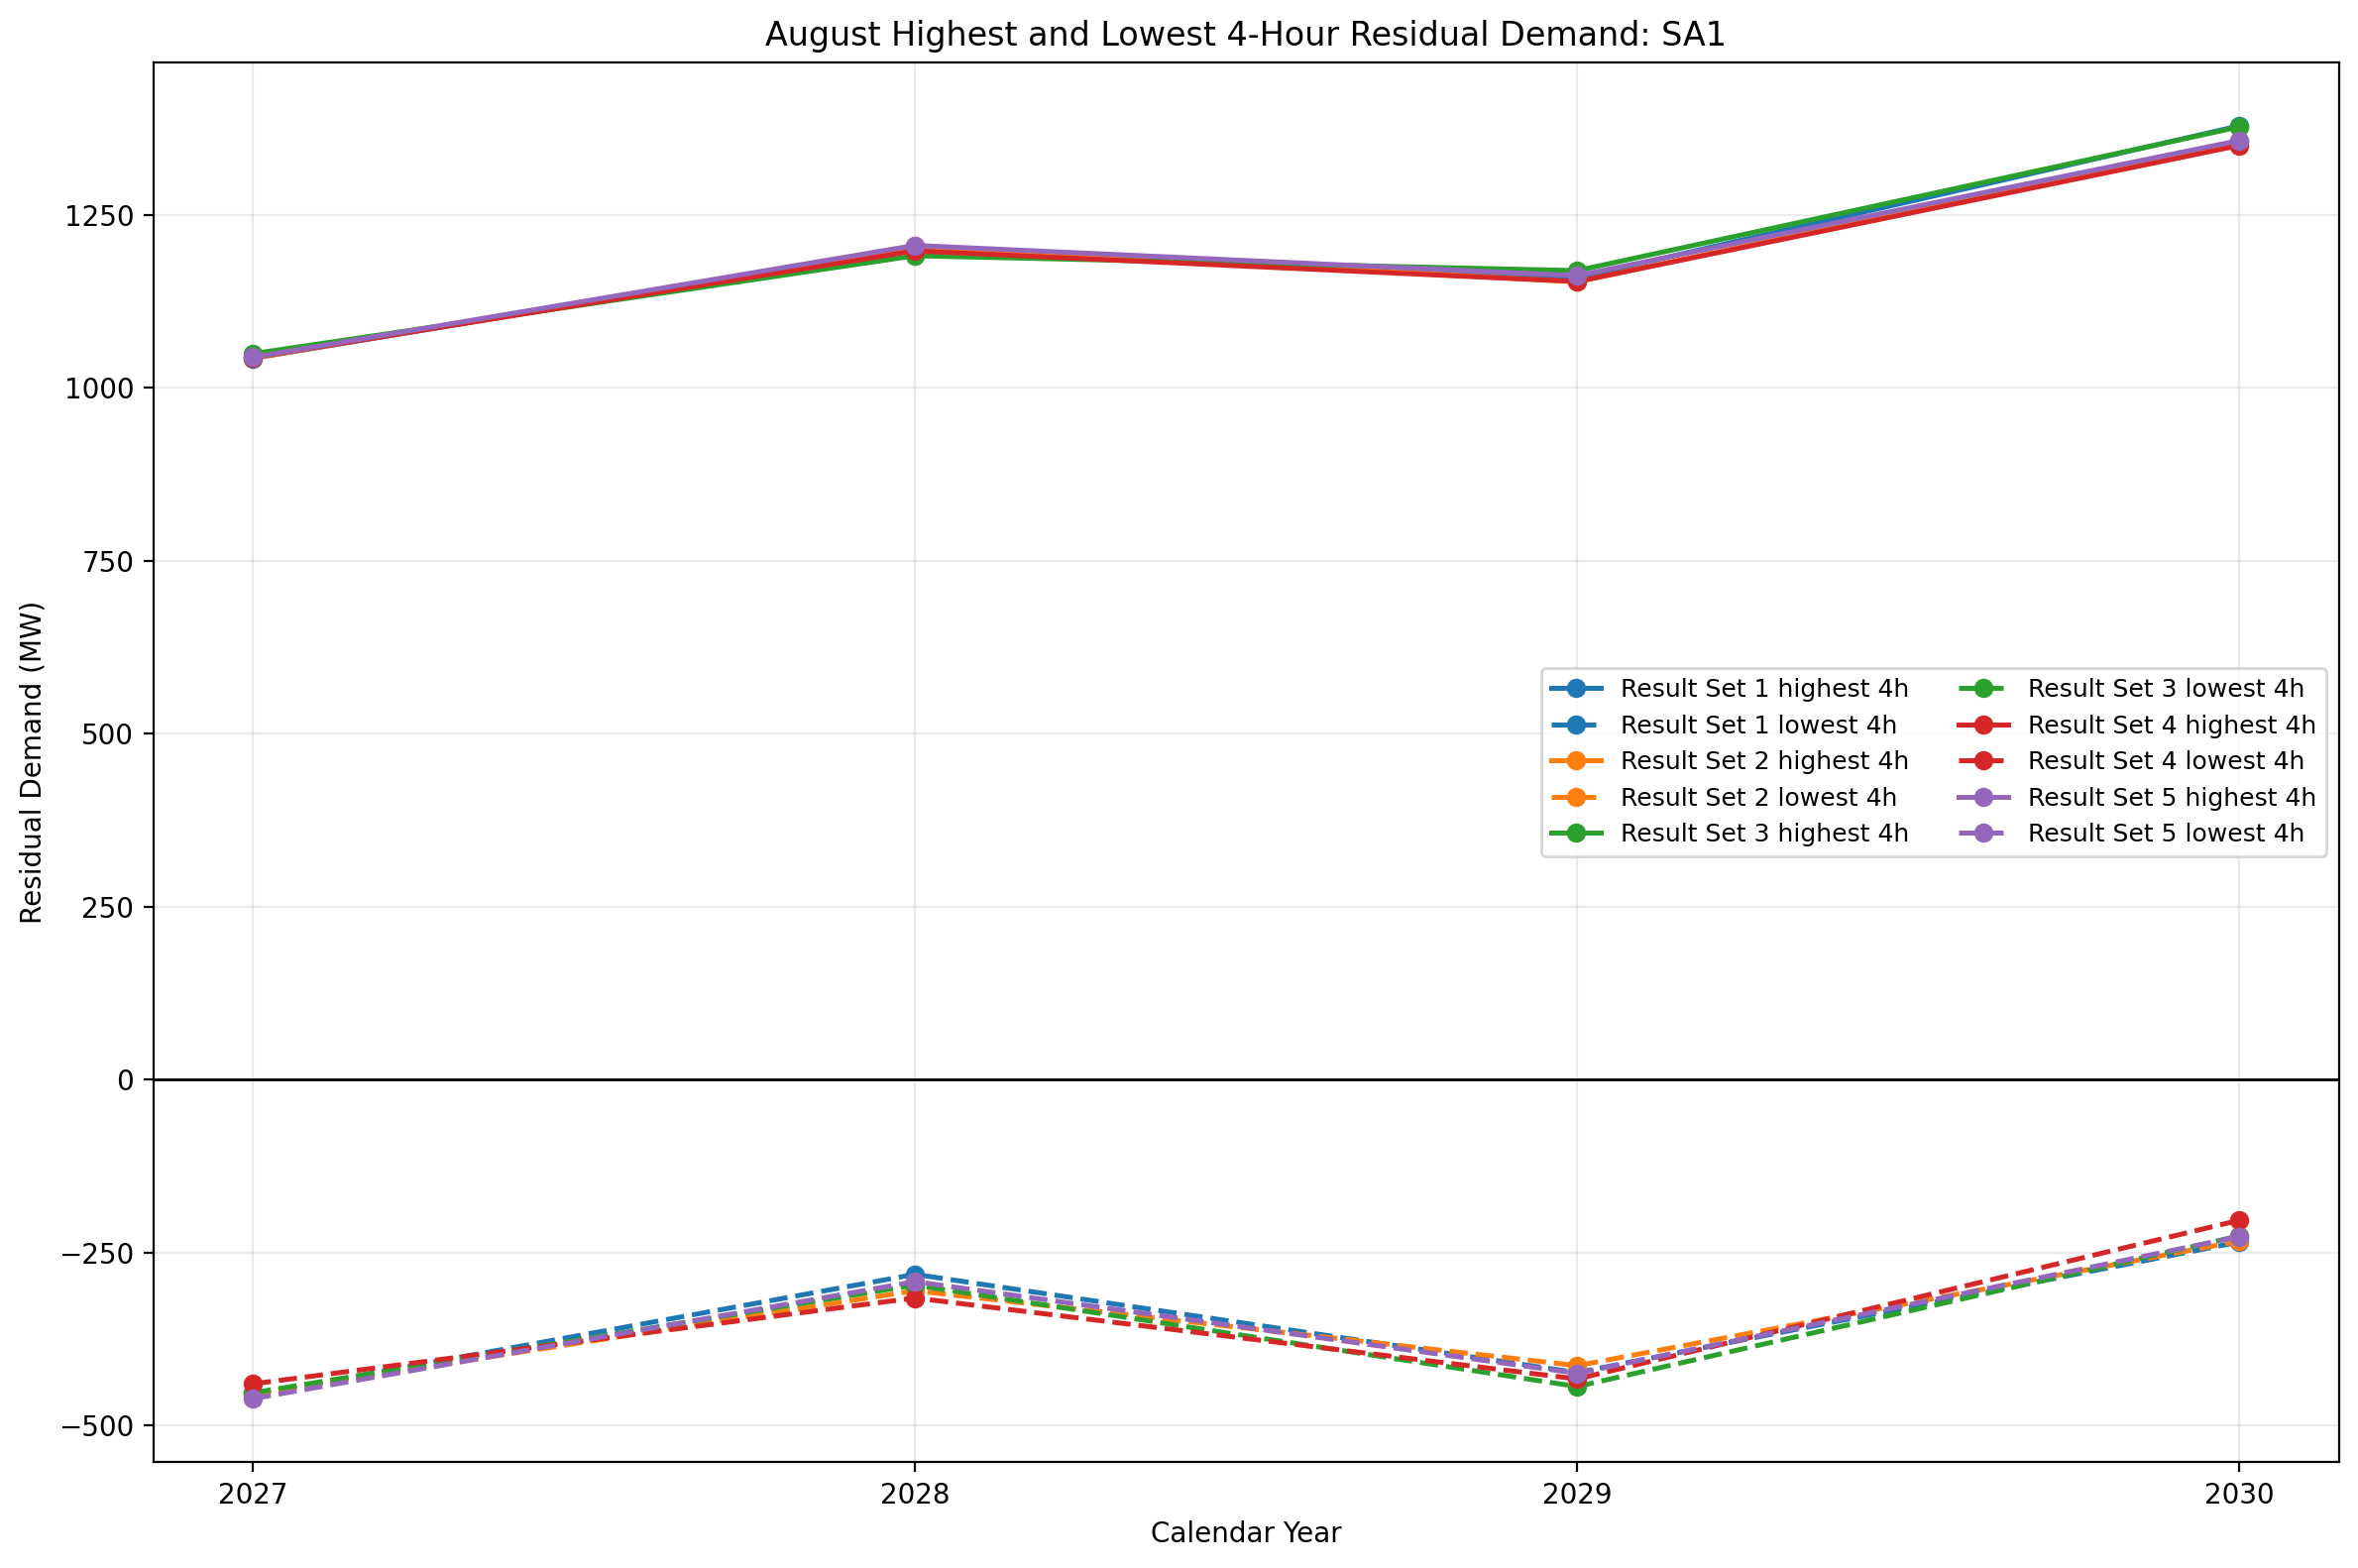 August Highest and Lowest 4-Hour Residual Demand: SA1
Residual Demand (MW)
1250
1000
750
500
250
0
−250
−500
Result Set 1 highest 4h
Result Set 1 lowest 4h
Result Set 2 highest 4h
Result Set 2 lowest 4h
Result Set 3 highest 4h
Result Set 3 lowest 4h
Result Set 4 highest 4h
Result Set 4 lowest 4h
Result Set 5 highest 4h
Result Set 5 lowest 4h
2027
2028
2029
2030
Calendar Year